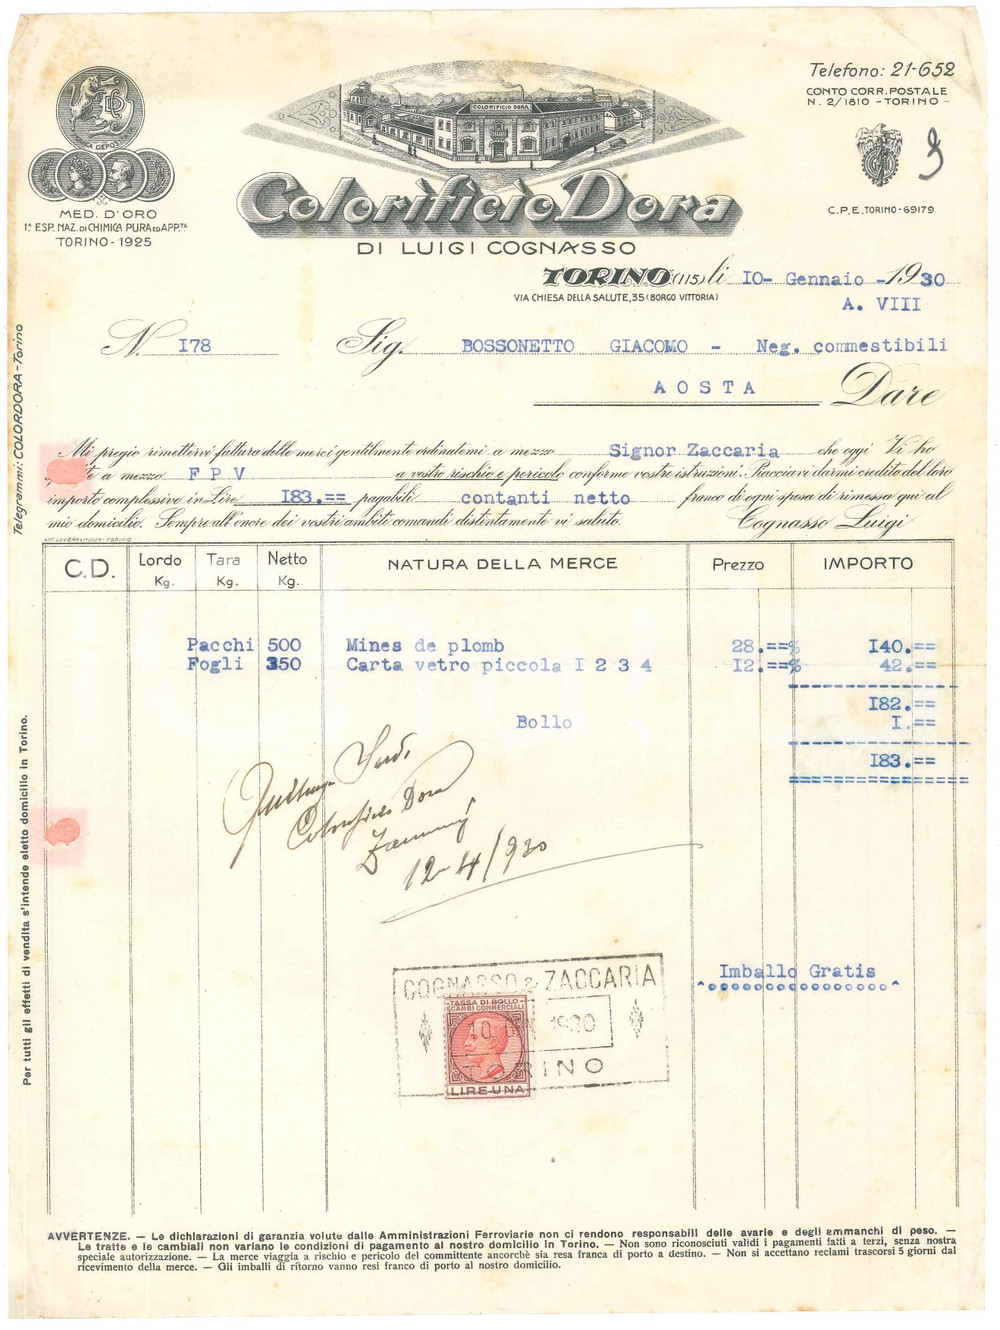 COLORIFICIO DORA
Telefono: 21-652
CONTO CORR. POSTALE
N. 2/1810 - TORINO -
C.P.E. TORINO - 69179
MED. D'ORO
1ª ESP. NAZ. DI CHIMICA PURA ED APP.TA
TORINO - 1925
Colorificio Dora
DI LUIGI COGNASSO
TORINO (115) li 10- Gennaio - 1930
VIA CHIESA DELLA SALUTE, 35 (BORGO VITTORIA)
A. VIII
N. 178 Sig. BOSSONETTO GIACOMO - Neg. commestibili
AOSTA Dare
Telegrammi: COLORDORA - Torino
Mi pregio rimettervi fattura delle merci gentilmente ordinatemi a mezzo Signor Zaccaria che oggi Vi ho
a mezzo F P V a vostro rischio e pericolo conforme vostre istruzioni. Piacciavi darmi credito del loro
importo complessivo in Lire 183.== pagabili contanti netto franco di ogni spesa di rimessa qui al
mio domicilio. Sempre all'onore dei vostri ambiti comandi distintamente vi saluto. Cognasso Luigi
C.D. Lordo Kg. Tara Kg. Netto Kg. NATURA DELLA MERCE Prezzo IMPORTO
Pacchi 500 Mines de plomb 28.==% 140.==
Fogli 350 Carta vetro piccola 1 2 3 4 12.==% 42.==
182.==
Bollo 1.==
183.==
Colorificio Dora
12-4/930
Imballo Gratis
COGNASSO & ZACCARIA
TASSA DI BOLLO
CAMBI COMMERCIALI
10 1930
TORINO
LIRE UNA
Per tutti gli effetti di vendita s'intende eletto domicilio in Torino.
AVVERTENZE. — Le dichiarazioni di garanzia volute dalle Amministrazioni Ferroviarie non ci rendono responsabili delle avarie e degli ammanchi di peso. —
Le tratte e le cambiali non variano le condizioni di pagamento al nostro domicilio in Torino. — Non sono riconosciuti validi i pagamenti fatti a terzi, senza nostra
speciale autorizzazione. — La merce viaggia a rischio e pericolo del committente ancorchè sia resa franca di porto a destino. — Non si accettano reclami trascorsi 5 giorni dal
ricevimento della merce. — Gli imballi di ritorno vanno resi franco di porto al nostro domicilio.